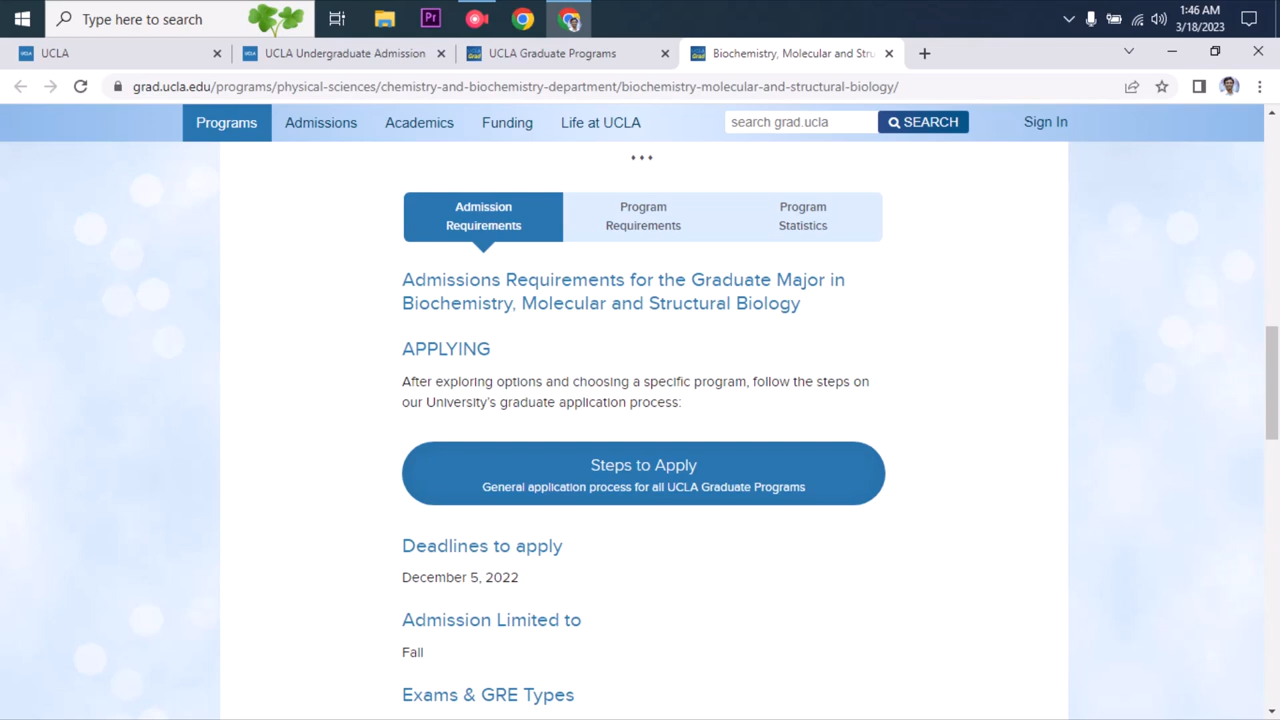 Type here to search
Pr
1:46 AM
3/18/2023
UCLA
UCLA Undergraduate Admission
UCLA Graduate Programs
Biochemistry, Molecular and Stru
grad.ucla.edu/programs/physical-sciences/chemistry-and-biochemistry-department/biochemistry-molecular-and-structural-biology/
Programs
Admissions
Academics
Funding
Life at UCLA
search grad.ucla
SEARCH
Sign In
Admission
Requirements
Program
Requirements
Program
Statistics
Admissions Requirements for the Graduate Major in
Biochemistry, Molecular and Structural Biology
APPLYING
After exploring options and choosing a specific program, follow the steps on
our University's graduate application process:
Steps to Apply
General application process for all UCLA Graduate Programs
Deadlines to apply
December 5, 2022
Admission Limited to
Fall
Exams & GRE Types